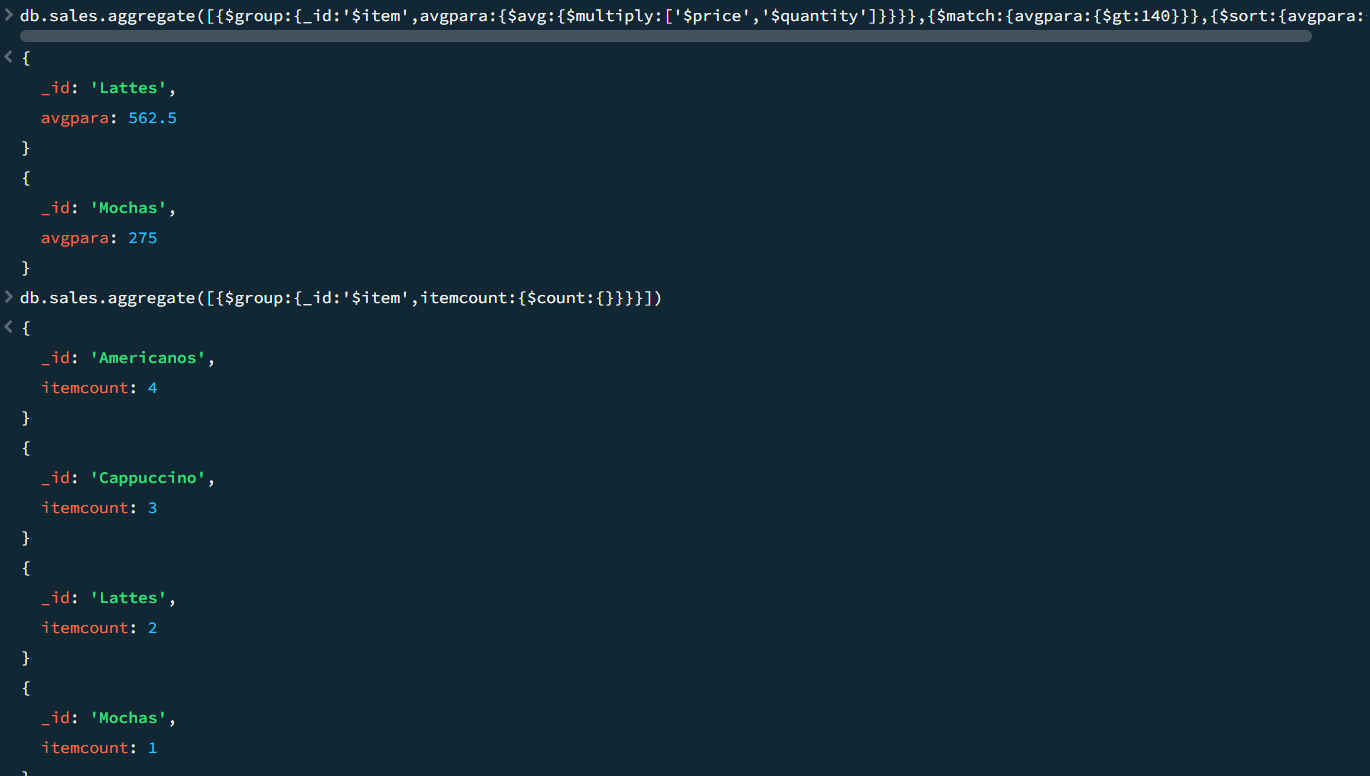 db.sales.aggregate([{$group:{_id:'$item',avgpara:{$avg:{$multiply:['$price','$quantity']}}}},{$match:{avgpara:{$gt:140}}},{$sort:{avgpara:
{
_id: 'Lattes',
avgpara: 562.5
}
{
_id: 'Mochas',
avgpara: 275
}
db.sales.aggregate([{$group:{_id:'$item',itemcount:{$count:{}}}}])
{
_id: 'Americanos',
itemcount: 4
}
{
_id: 'Cappuccino',
itemcount: 3
}
{
_id: 'Lattes',
itemcount: 2
}
{
_id: 'Mochas',
itemcount: 1
}